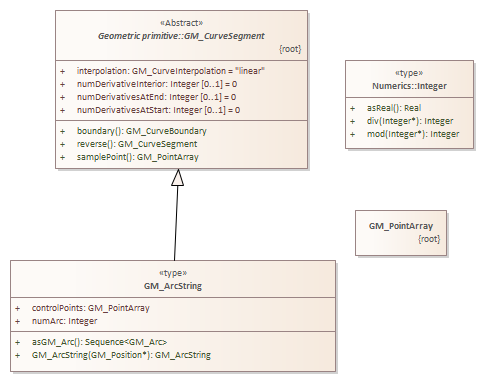 «Abstract»
Geometric primitive::GM_CurveSegment
{root}
+ interpolation: GM_CurveInterpolation = "linear"
+ numDerivativeInterior: Integer [0..1] = 0
+ numDerivativesAtEnd: Integer [0..1] = 0
+ numDerivativesAtStart: Integer [0..1] = 0
+ boundary(): GM_CurveBoundary
+ reverse(): GM_CurveSegment
+ samplePoint(): GM_PointArray
«type»
Numerics::Integer
+ asReal(): Real
+ div(Integer*): Integer
+ mod(Integer*): Integer
GM_PointArray
{root}
«type»
GM_ArcString
+ controlPoints: GM_PointArray
+ numArc: Integer
+ asGM_Arc(): Sequence<GM_Arc>
+ GM_ArcString(GM_Position*): GM_ArcString